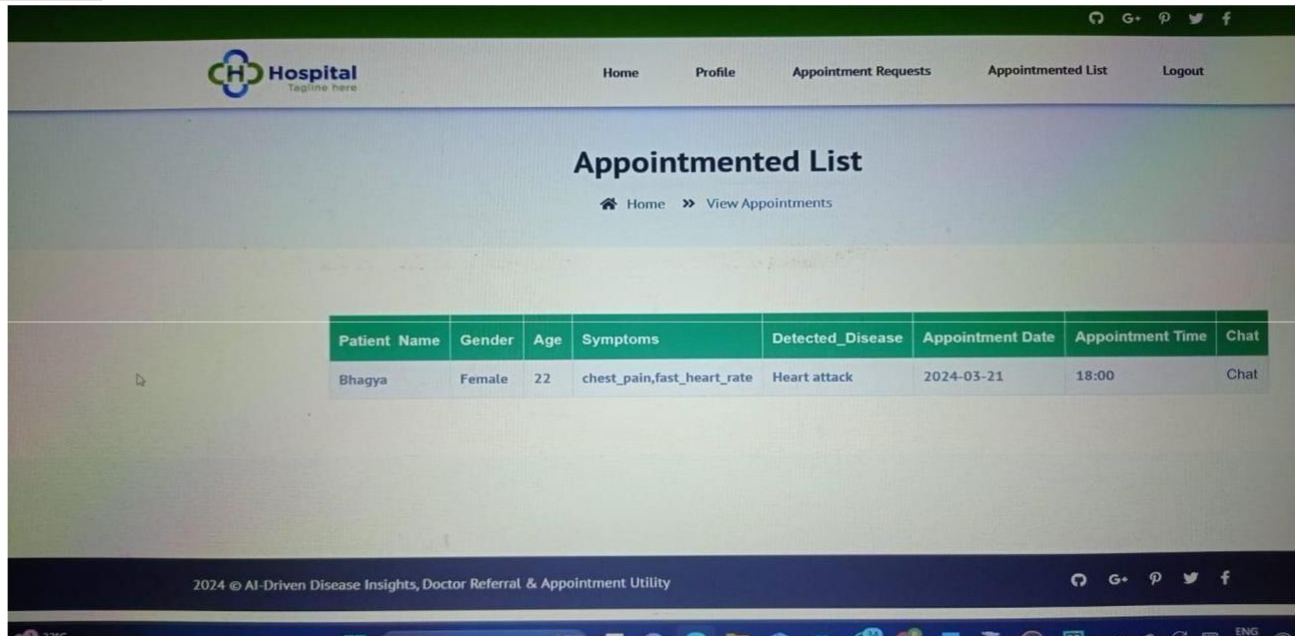 Hospital
Tagline here
Home Profile Appointment Requests Appointmented List Logout
Appointmented List
Home » View Appointments
Patient Name Gender Age Symptoms Detected_Disease Appointment Date Appointment Time Chat
Bhagya Female 22 chest_pain,fast_heart_rate Heart attack 2024-03-21 18:00 Chat
2024 © AI-Driven Disease Insights, Doctor Referral & Appointment Utility
ENG